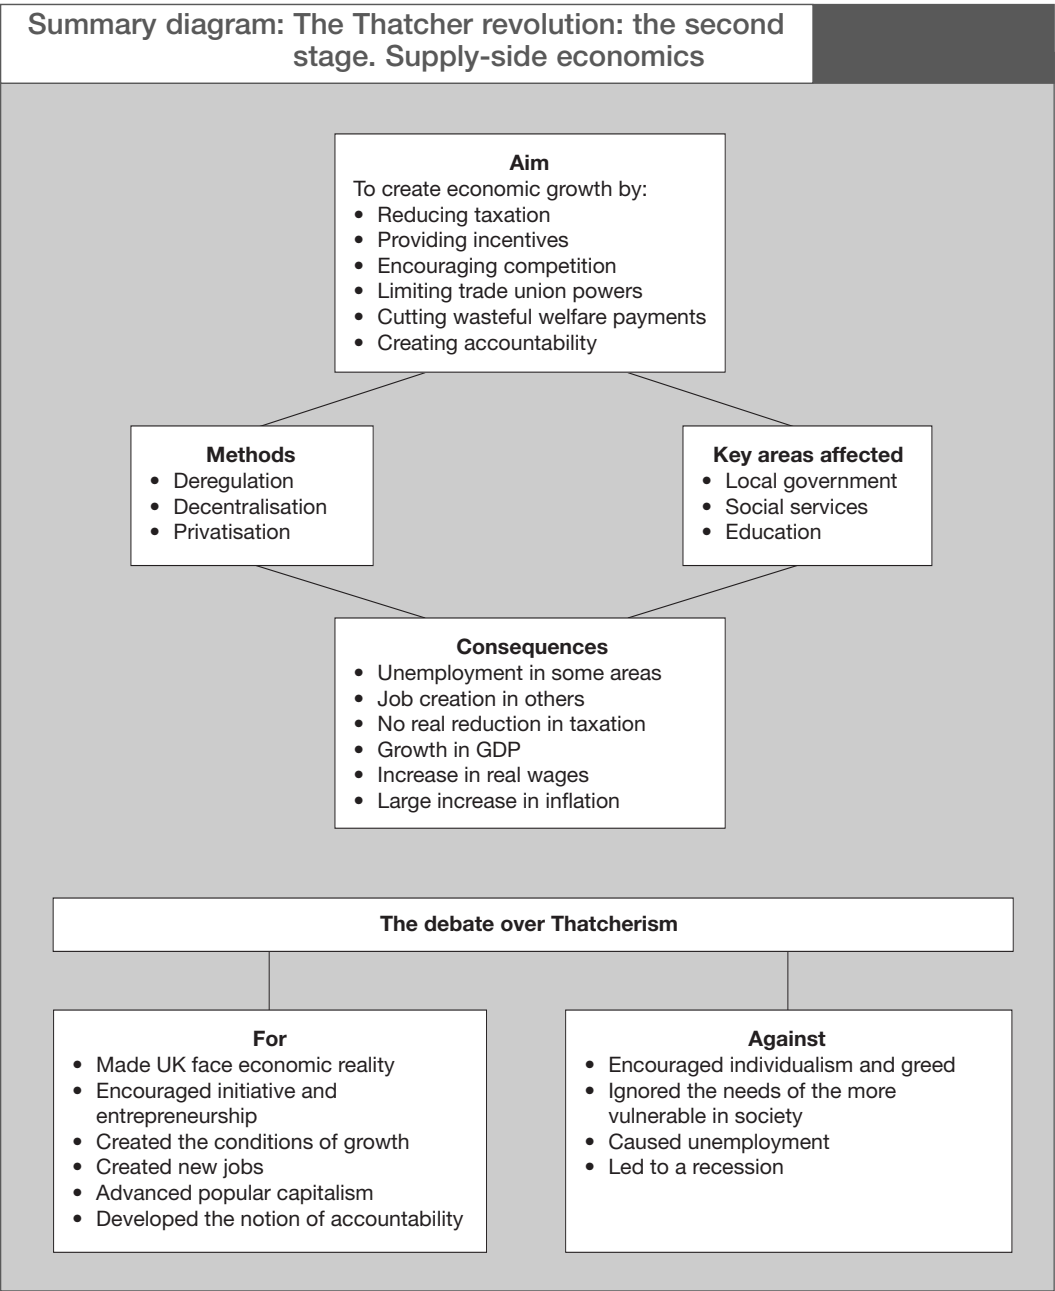 Summary diagram: The Thatcher revolution: the second
stage. Supply-side economics
Aim
To create economic growth by:
• Reducing taxation
• Providing incentives
• Encouraging competition
• Limiting trade union powers
• Cutting wasteful welfare payments
• Creating accountability
Methods
• Deregulation
• Decentralisation
• Privatisation
Key areas affected
• Local government
• Social services
• Education
Consequences
• Unemployment in some areas
• Job creation in others
• No real reduction in taxation
• Growth in GDP
• Increase in real wages
• Large increase in inflation
The debate over Thatcherism
For
• Made UK face economic reality
• Encouraged initiative and
entrepreneurship
• Created the conditions of growth
• Created new jobs
• Advanced popular capitalism
• Developed the notion of accountability
Against
• Encouraged individualism and greed
• Ignored the needs of the more
vulnerable in society
• Caused unemployment
• Led to a recession